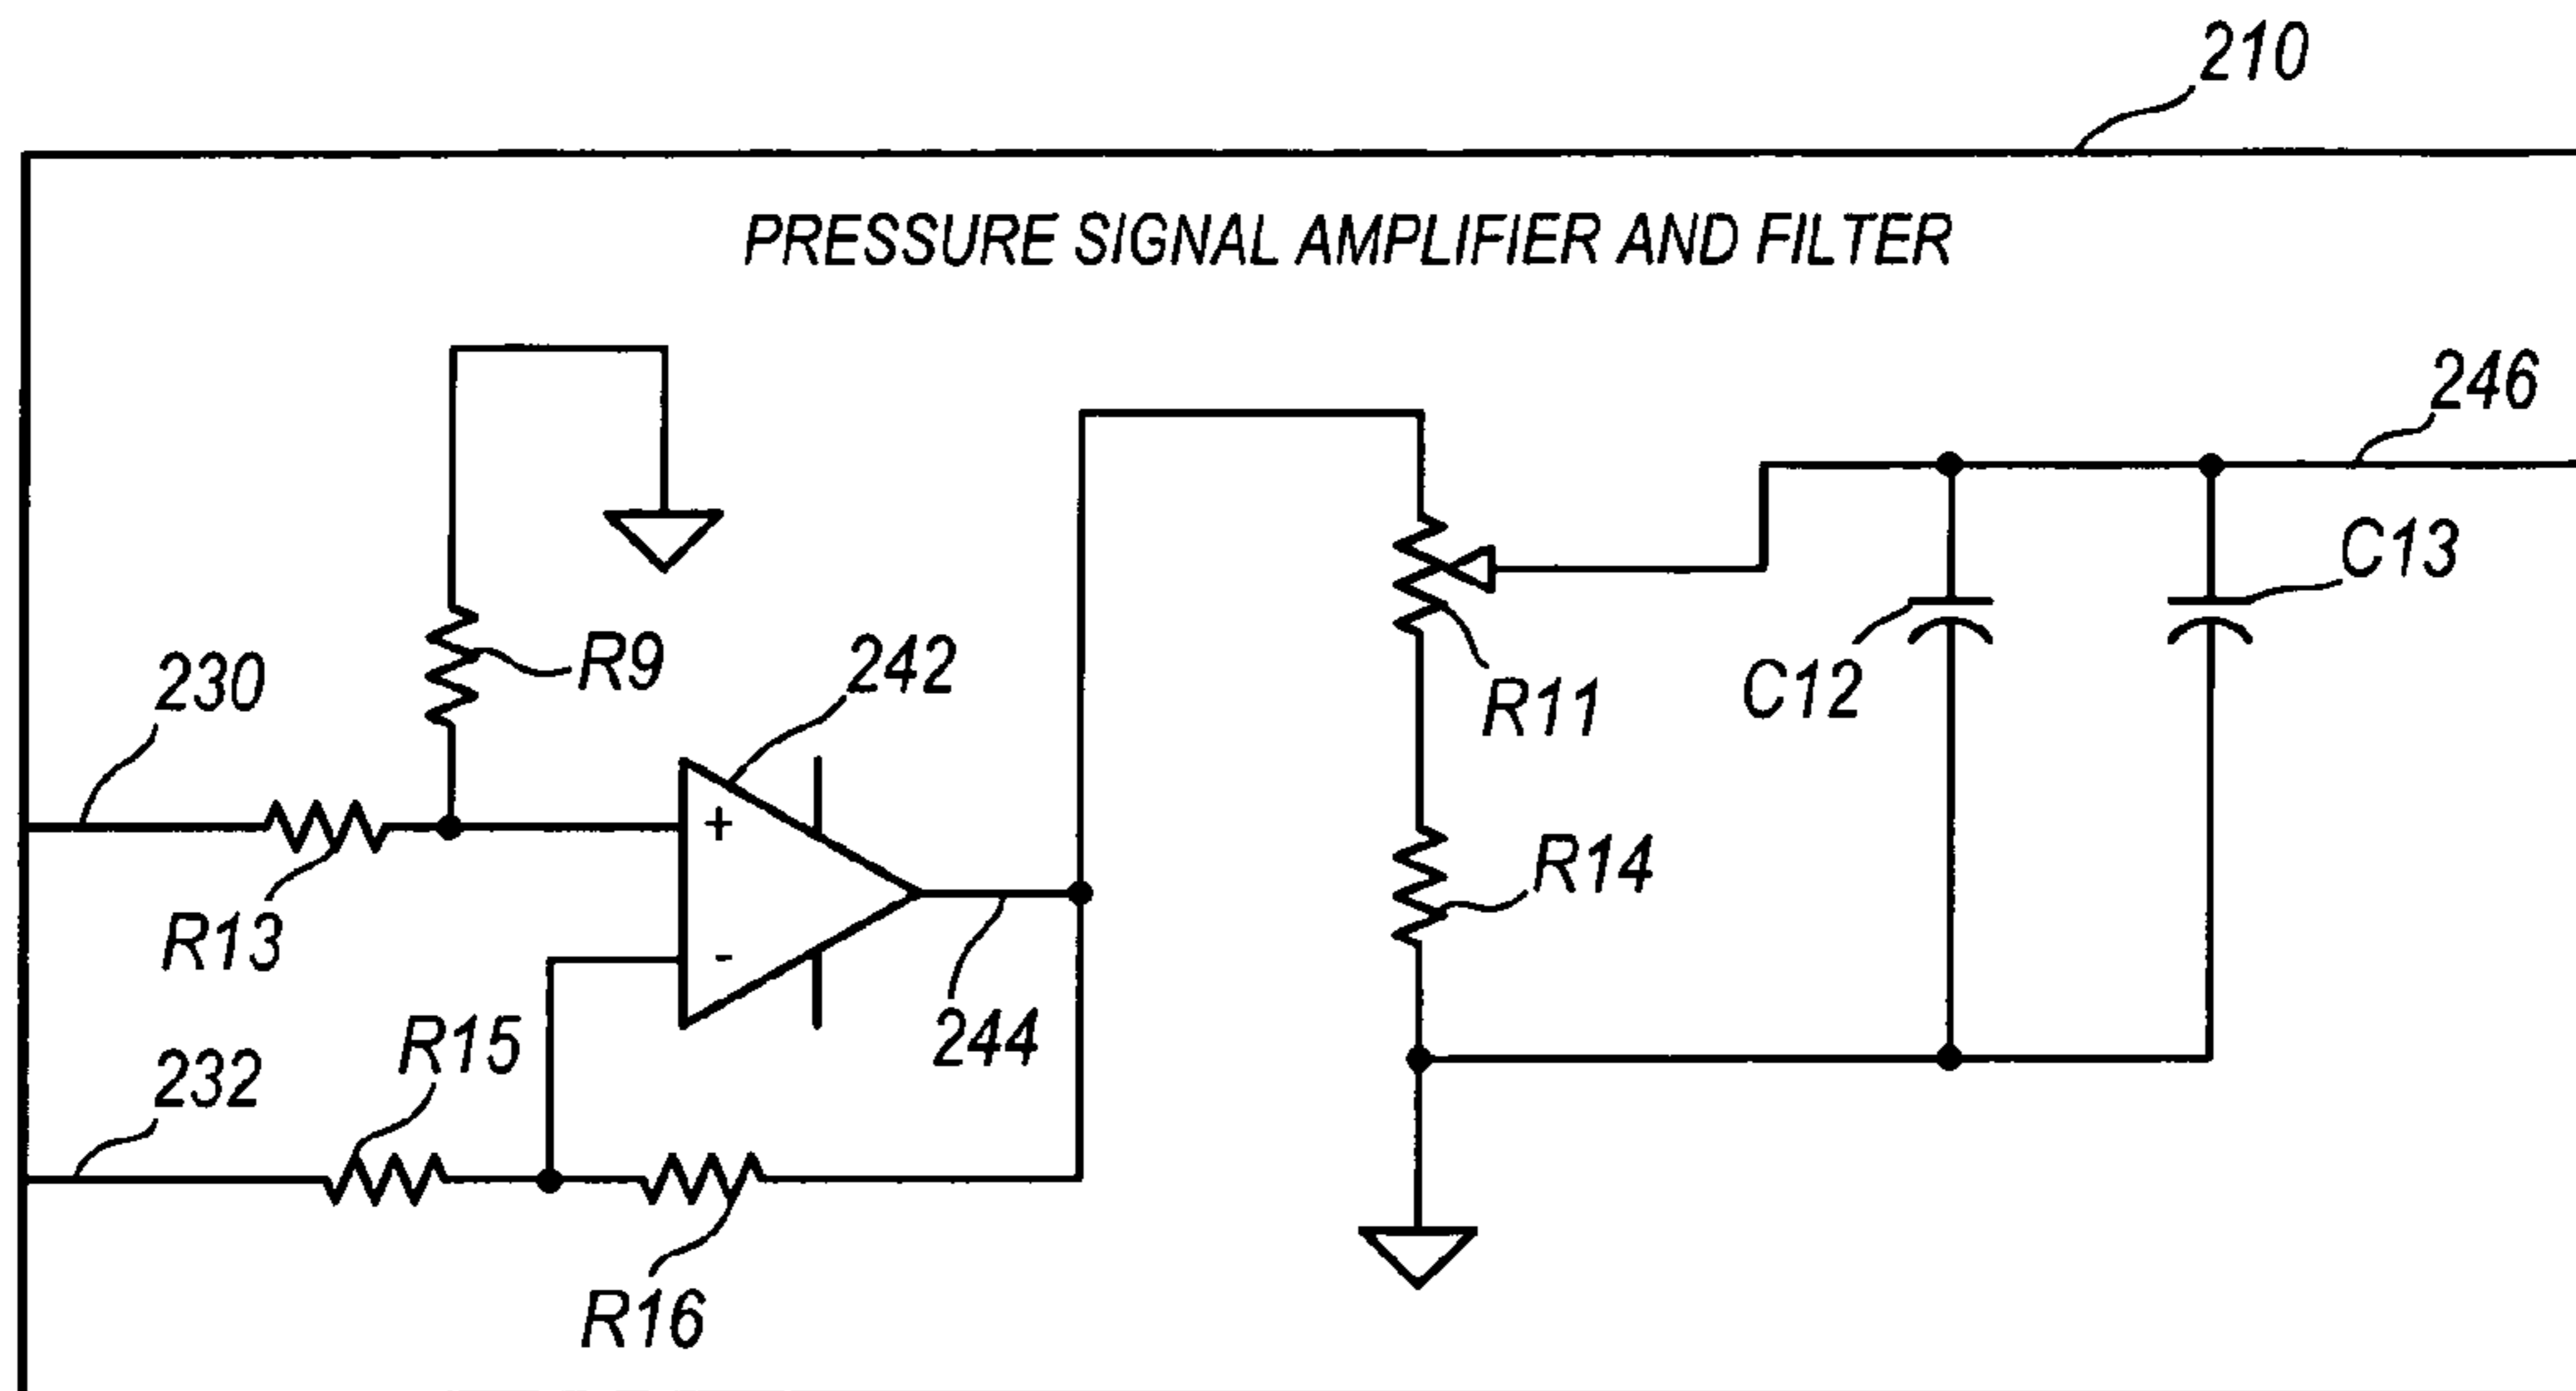 210
PRESSURE SIGNAL AMPLIFIER AND FILTER
246
C13
R9
242
230
R11
C12
+
R14
R13
-
244
R15
232
R16